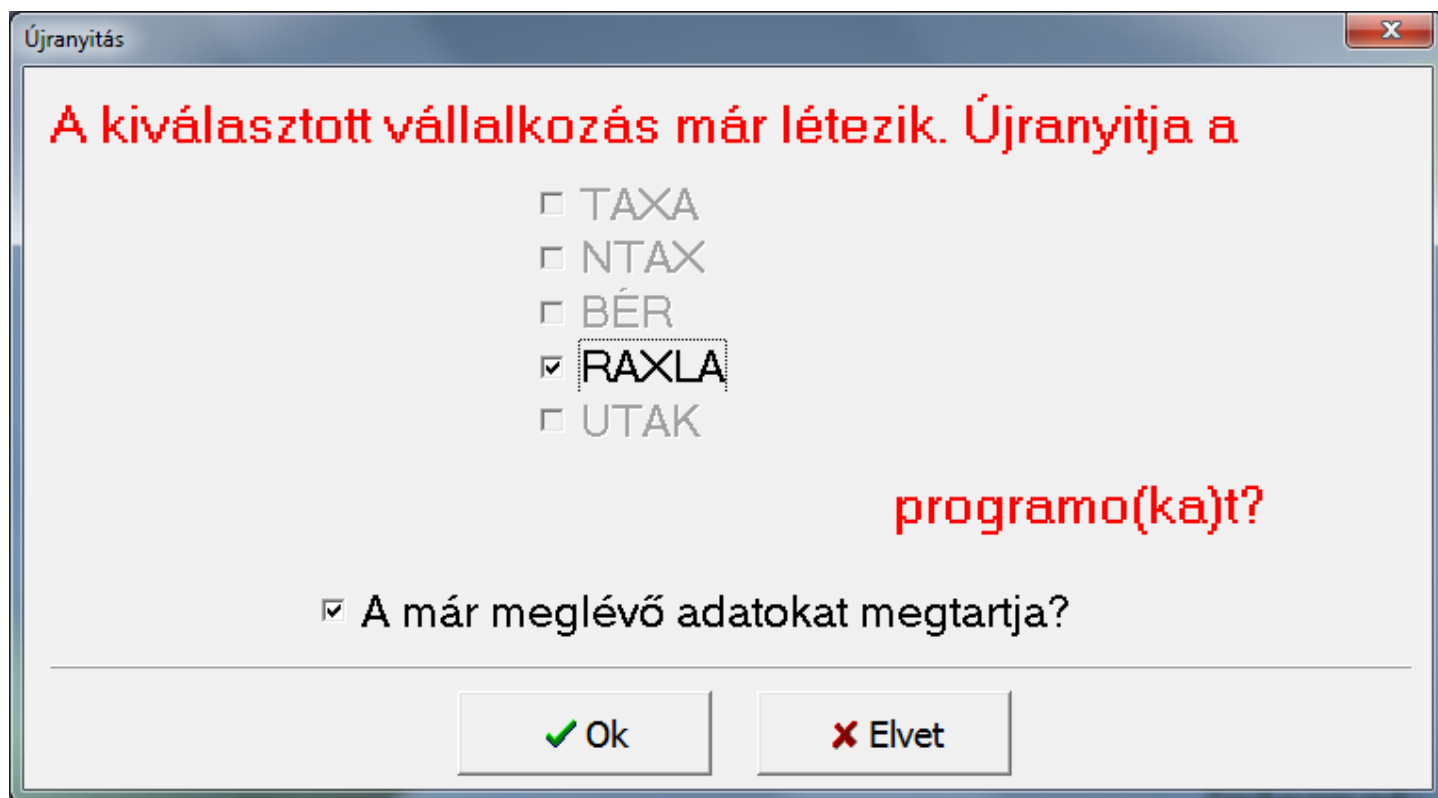 Újranyitás
A kiválasztott vállalkozás már létezik. Újranyitja a
TAXA
NTAX
BÉR
RAXLA
UTAK
programo(ka)t?
A már meglévő adatokat megtartja?
Ok
Elvet